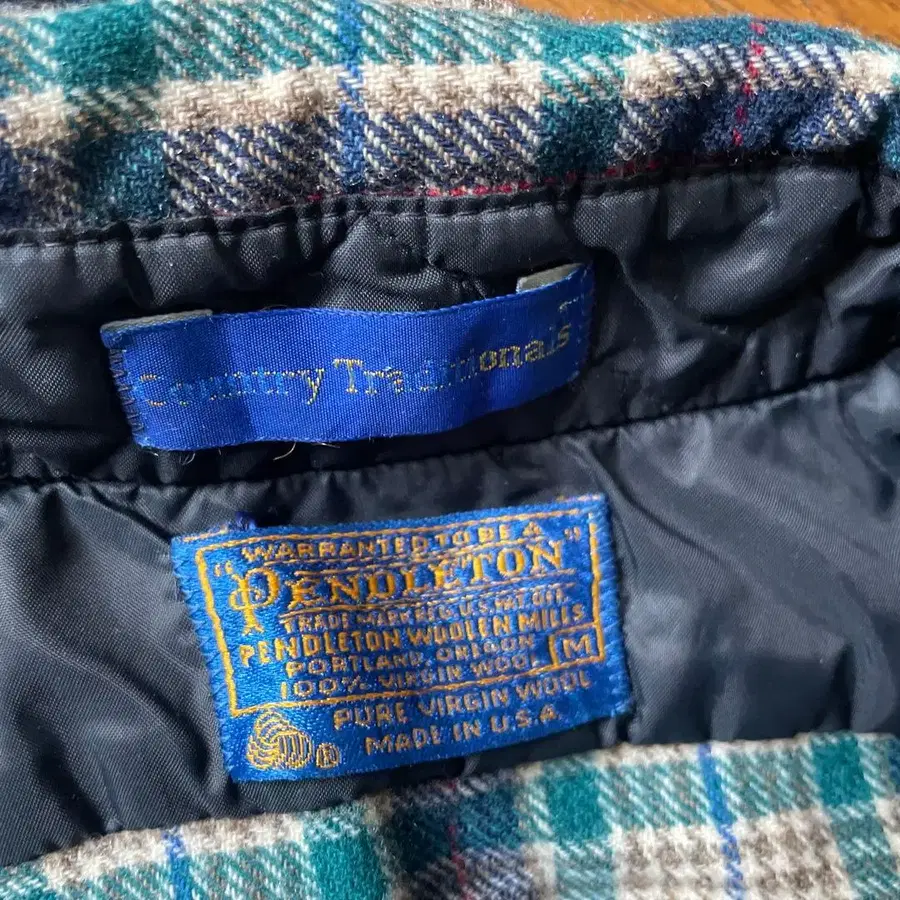 Country Traditionals
"WARRANTED TO BE A
PENDLETON"
TRADE MARK REG. U.S. PAT. OFF.
PENDLETON WOOLEN MILLS
PORTLAND, OREGON
100% VIRGIN WOOL
M
PURE VIRGIN WOOL
MADE IN U.S.A.
®